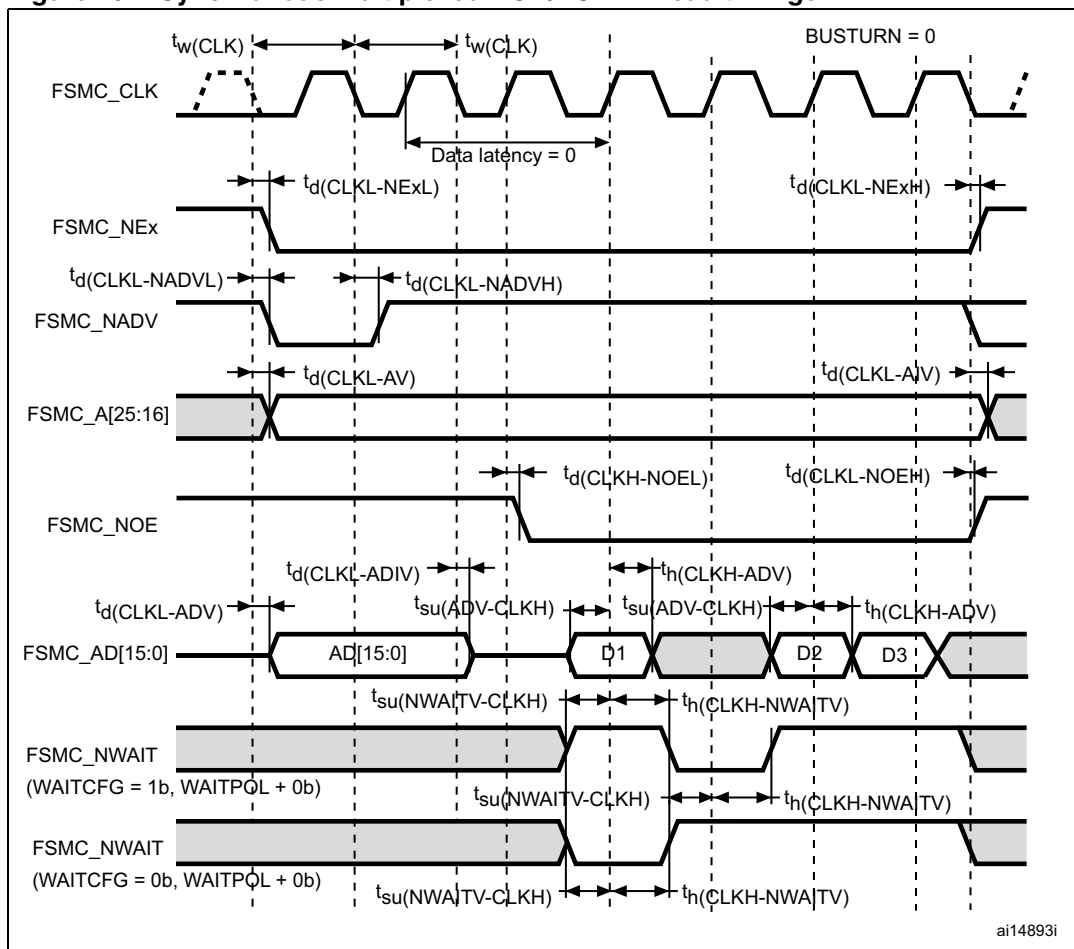 tw(CLK) tw(CLK) BUSTURN = 0
FSMC_CLK
Data latency = 0
td(CLKL-NExL) td(CLKL-NExH)
FSMC_NEx
td(CLKL-NADVL) td(CLKL-NADVH)
FSMC_NADV
td(CLKL-AV) td(CLKL-AIV)
FSMC_A[25:16]
td(CLKH-NOEL) td(CLKL-NOEH)
FSMC_NOE
td(CLKL-ADIV) th(CLKH-ADV)
td(CLKL-ADV) tsu(ADV-CLKH) tsu(ADV-CLKH) th(CLKH-ADV)
FSMC_AD[15:0] AD[15:0] D1 D2 D3
tsu(NWAITV-CLKH) th(CLKH-NWAITV)
FSMC_NWAIT
(WAITCFG = 1b, WAITPOL + 0b)
tsu(NWAITV-CLKH) th(CLKH-NWAITV)
FSMC_NWAIT
(WAITCFG = 0b, WAITPOL + 0b)
tsu(NWAITV-CLKH) th(CLKH-NWAITV)
ai14893i